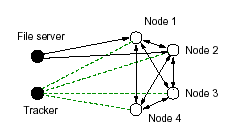 Node 1
File server
Node 2
Node 3
Tracker
Node 4